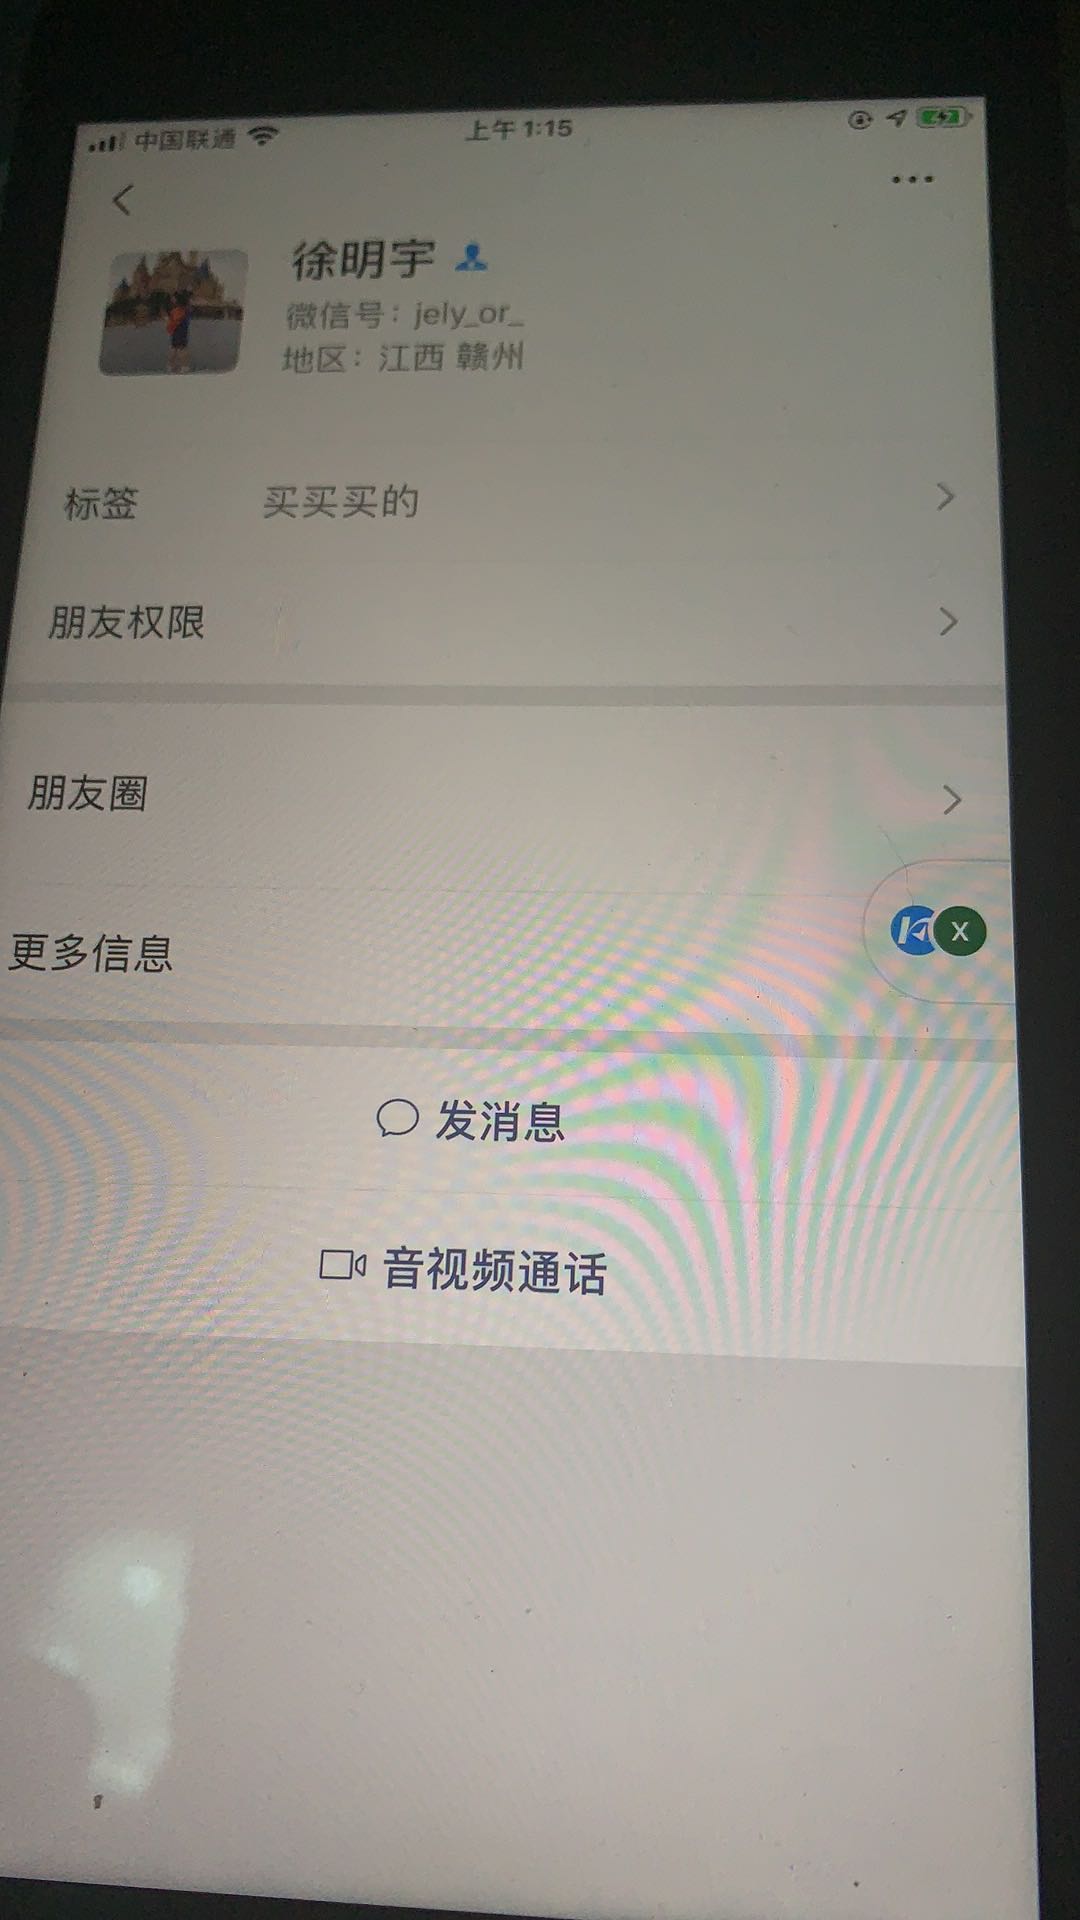 中国联通
上午1:15
徐明宇
微信号：jely_or_
地区：江西 赣州
标签 买买买的
朋友权限
朋友圈
更多信息
X
发消息
音视频通话